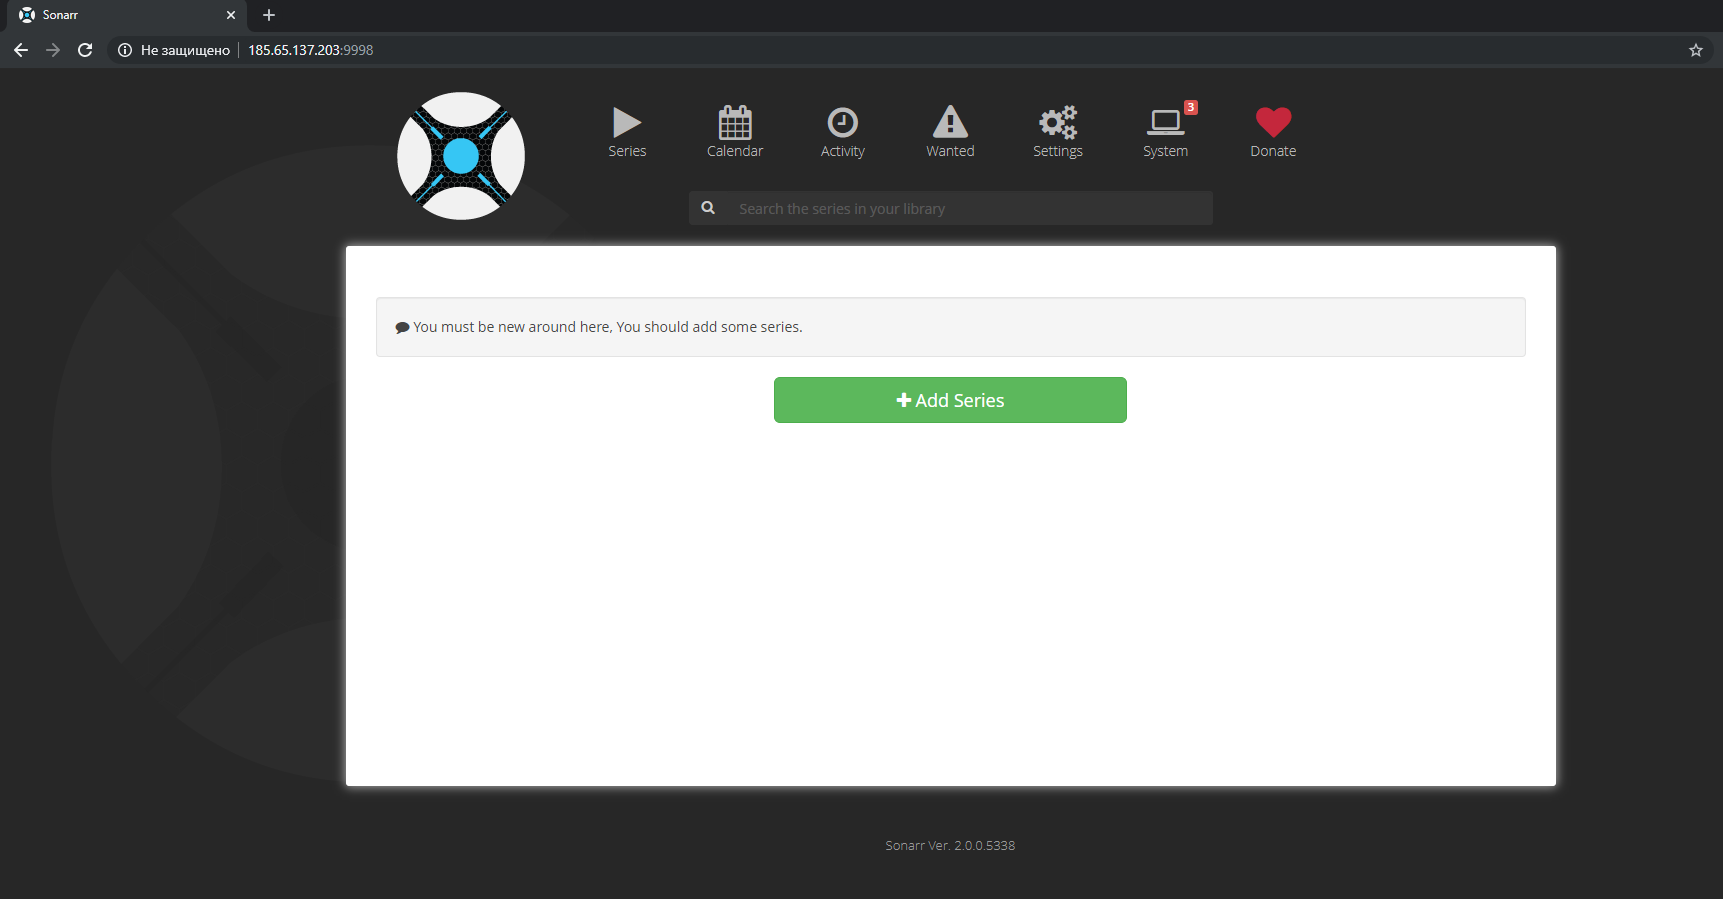 Sonarr
Не защищено 185.65.137.203:9998
3
Series Calendar Activity Wanted Settings System Donate
Search the series in your library
You must be new around here, You should add some series.
Add Series
Sonarr Ver. 2.0.0.5338